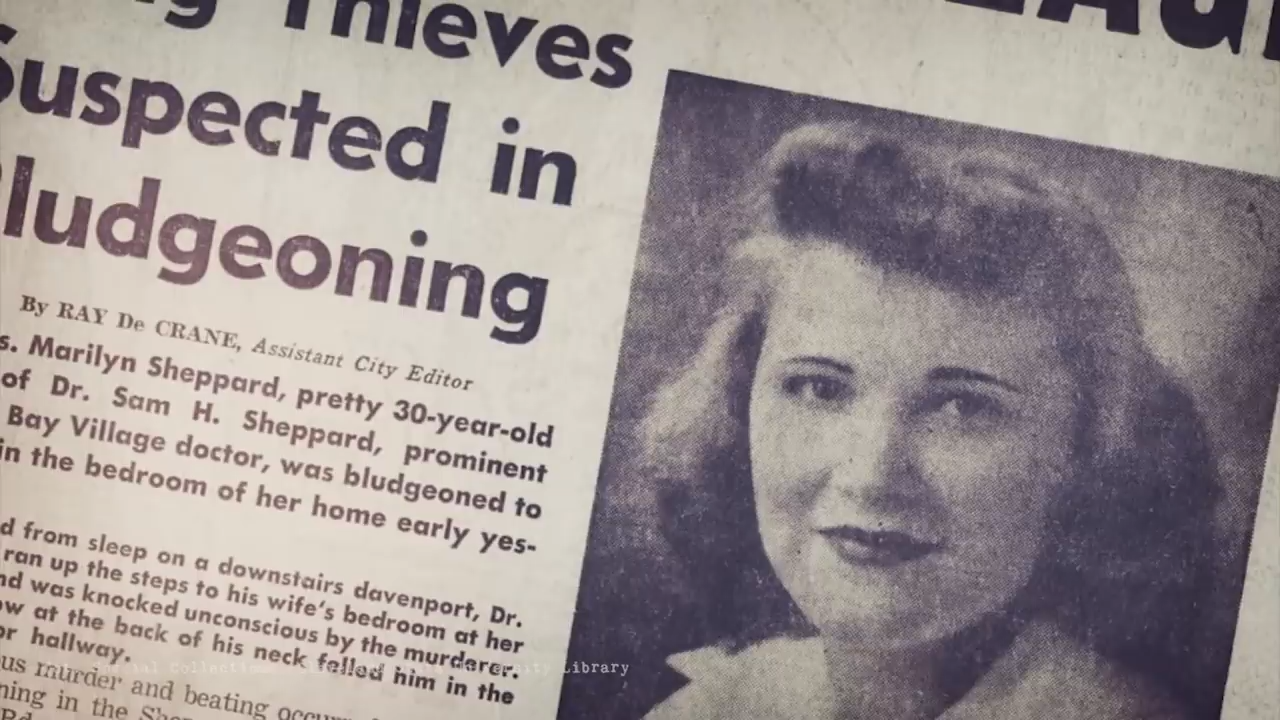 g Thieves
Suspected in
ludgeoning
By RAY De CRANE, Assistant City Editor
s. Marilyn Sheppard, pretty 30-year-old
of Dr. Sam H. Sheppard, prominent
Bay Village doctor, was bludgeoned to
in the bedroom of her home early yes-
d from sleep on a downstairs davenport, Dr.
ran up the steps to his wife's bedroom at her
nd was knocked unconscious by the murderer.
ow at the back of his neck felled him in the
or hallway.
ous murder and beating
ning in the
Library